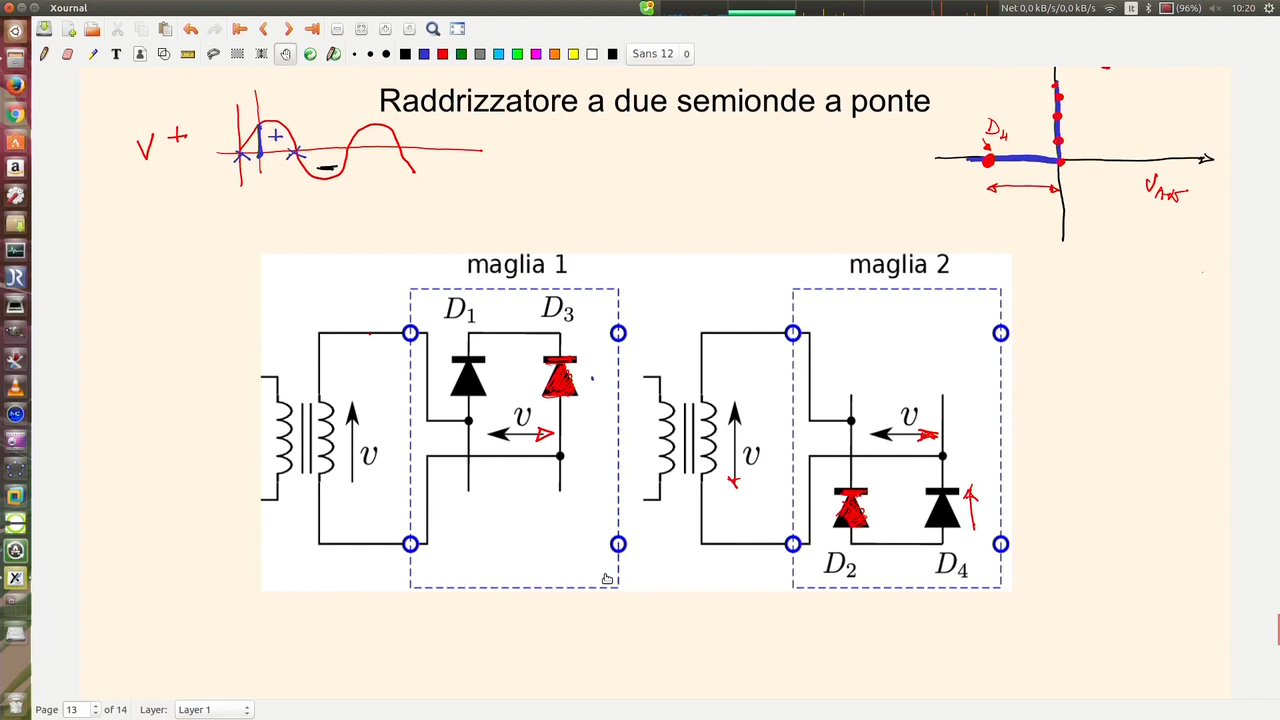 Xournal
Net 0,0 kB/s/0,0 kB/s
It
(96%)
10:20
Sans 12
0
Raddrizzatore a due semionde a ponte
V +
+
D4
maglia 1
maglia 2
D1
D3
v
v
v
v
D2
D4
Page
13
of 14
Layer:
Layer 1